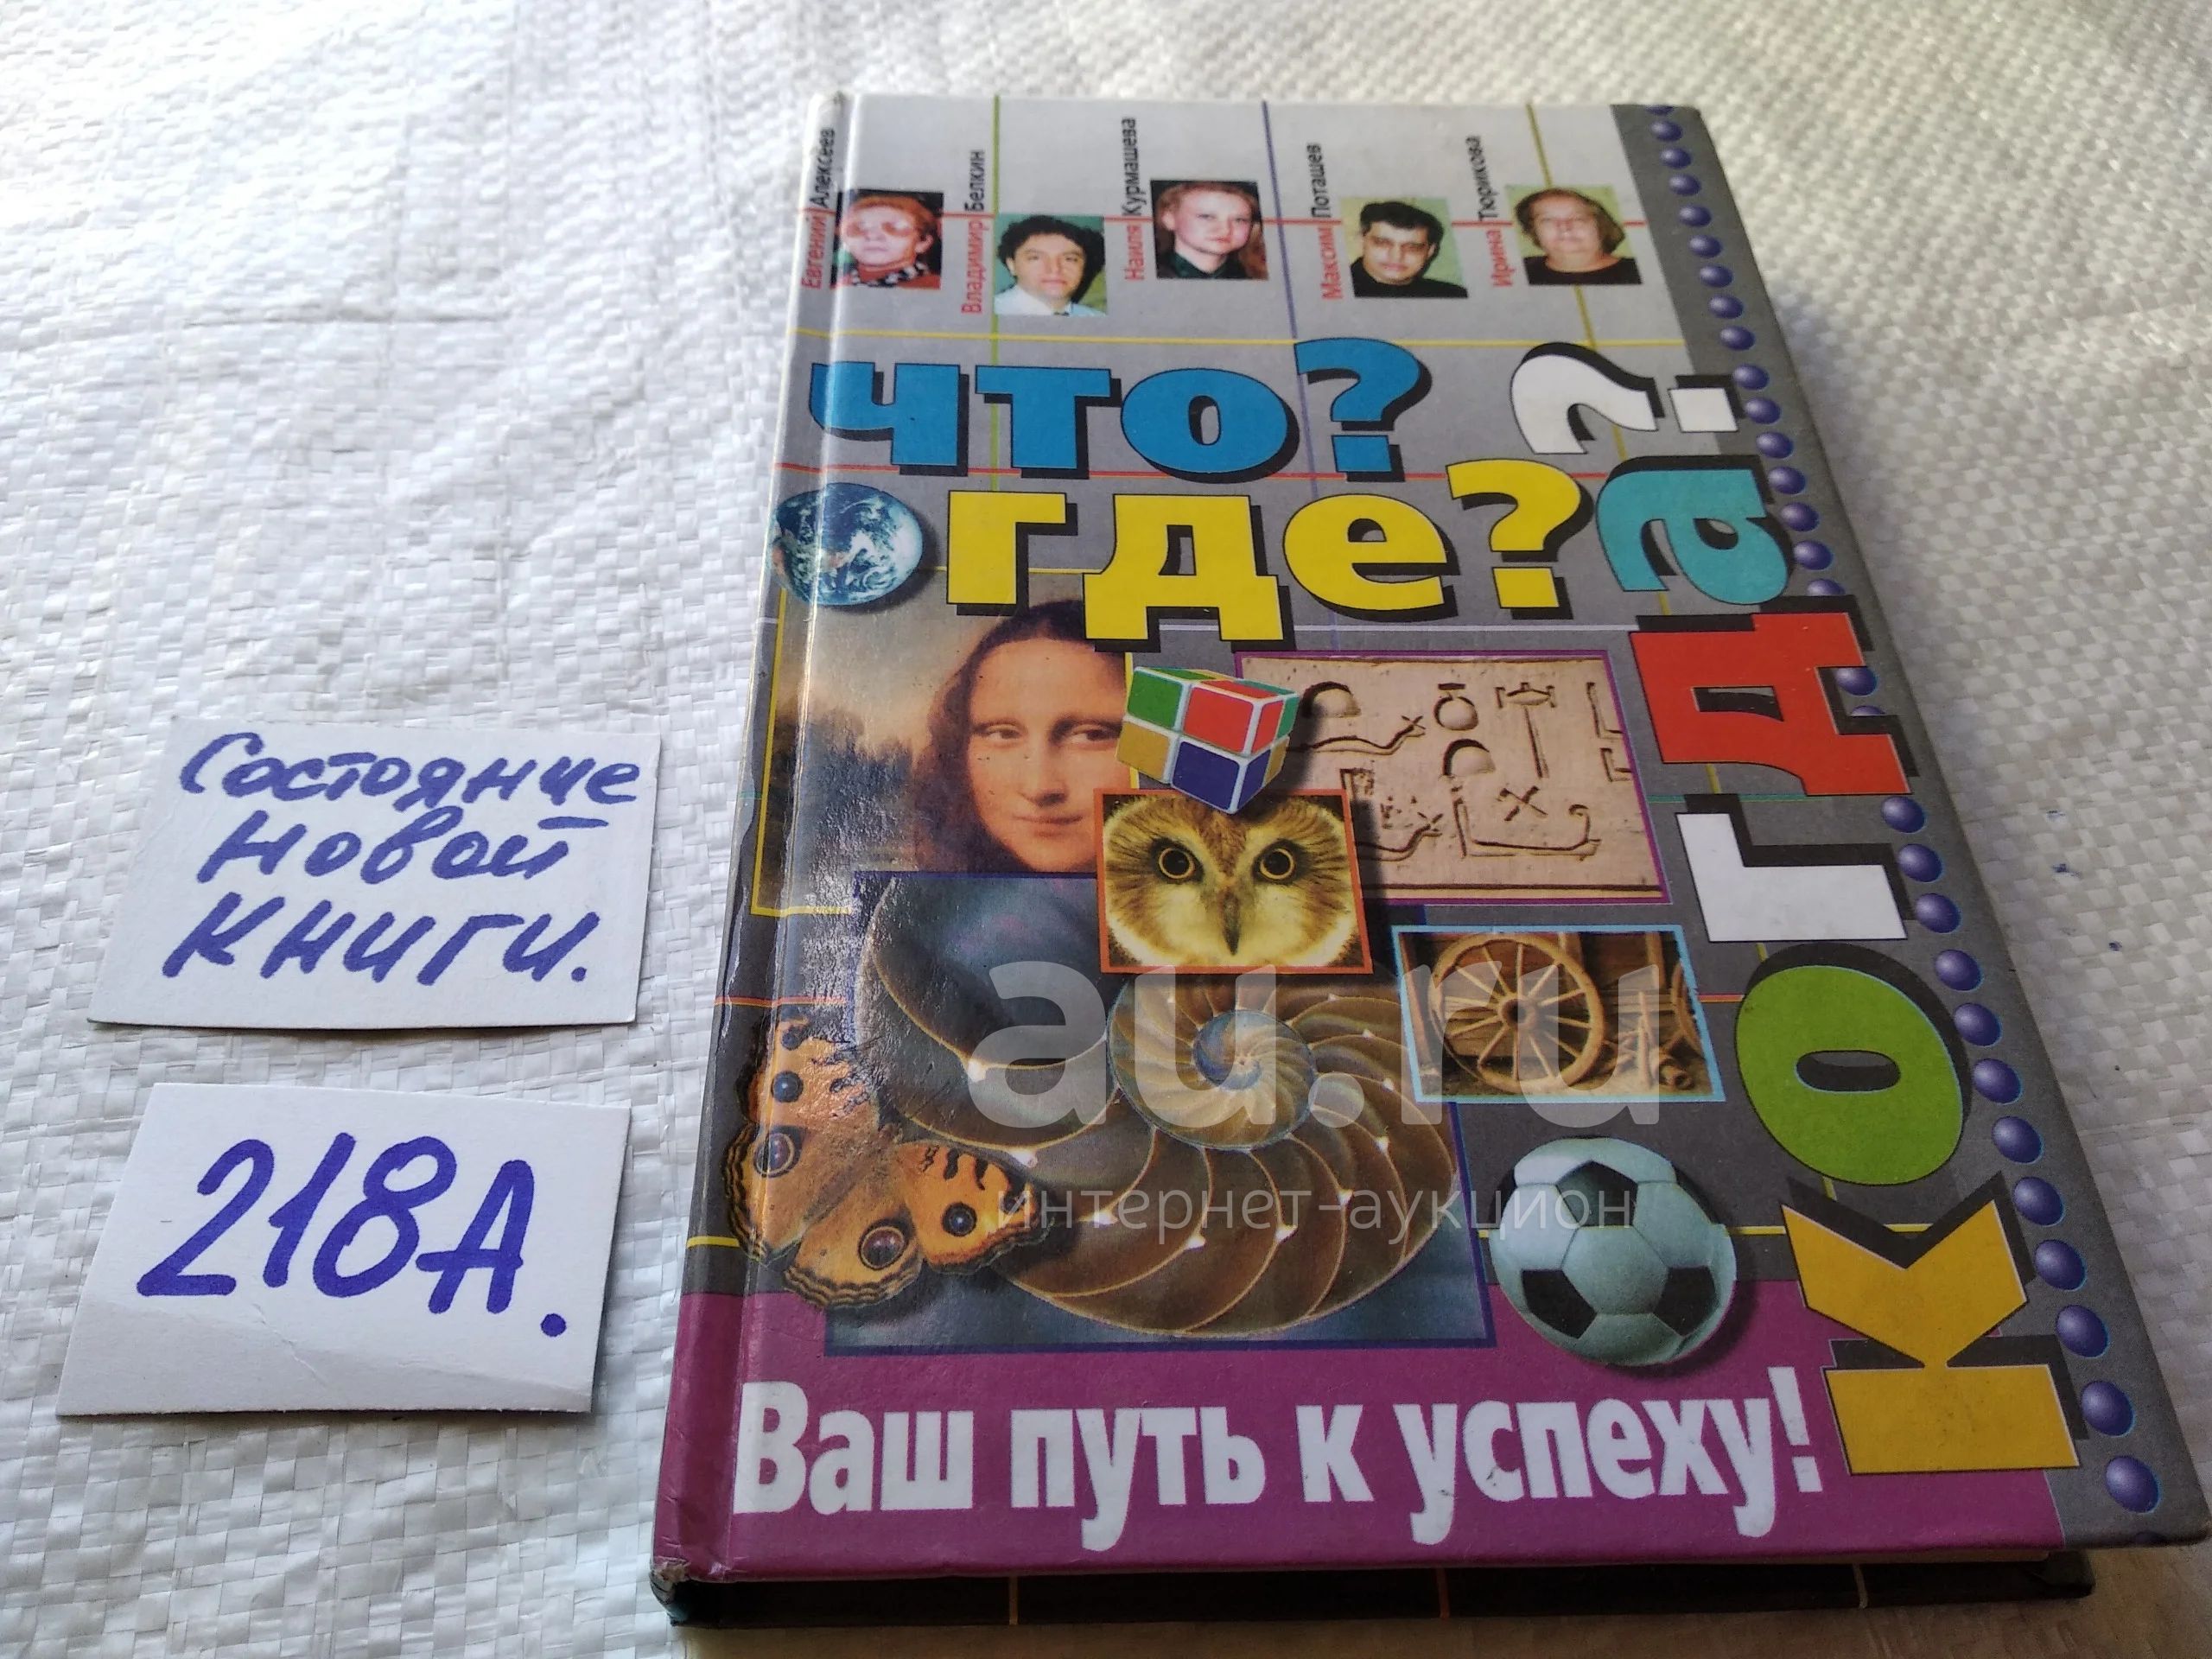 Евгений Алексеев
Владимир Белкин
Наиля Курмашева
Максим Поташев
Ирина Тюрикова
что?
где?
когда?
Состояние
новой
книги.
218А.
au.ru
интернет-аукцион
Ваш путь к успеху!